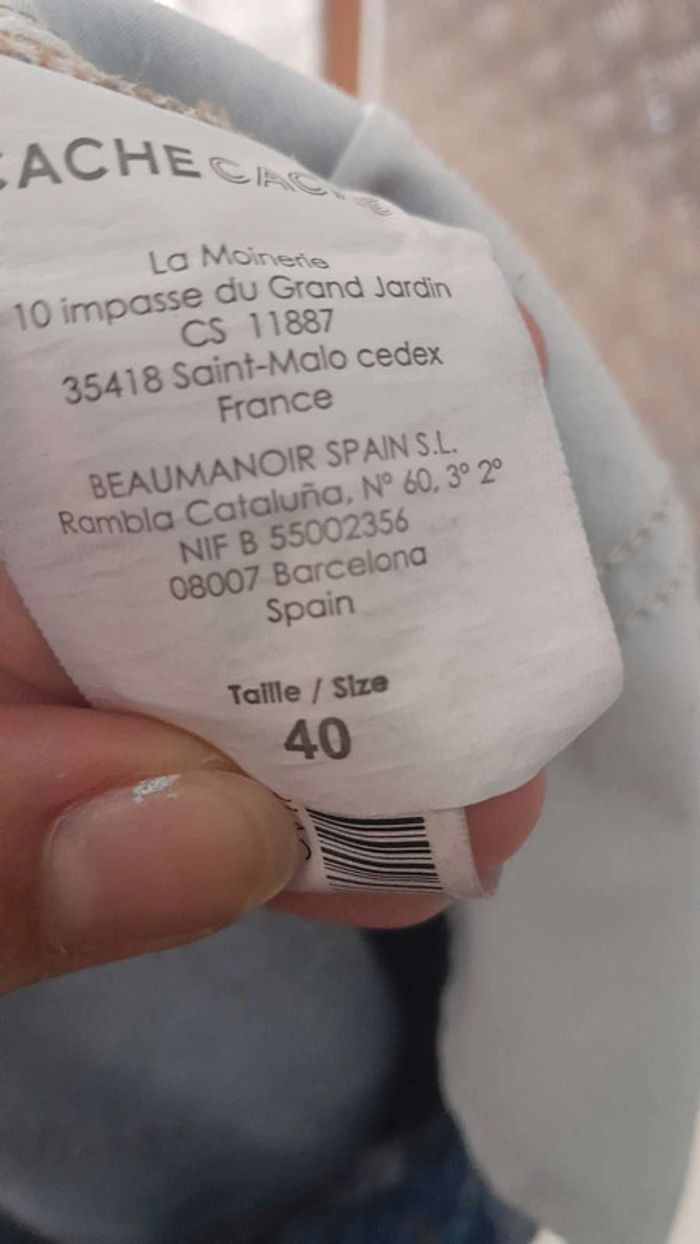 CACHE CACHE
La Moinerie
10 impasse du Grand Jardin
CS 11887
35418 Saint-Malo cedex
France
BEAUMANOIR SPAIN S.L.
Rambla Cataluña, Nº 60, 3º 2º
NIF B 55002356
08007 Barcelona
Spain
Taille / Size
40